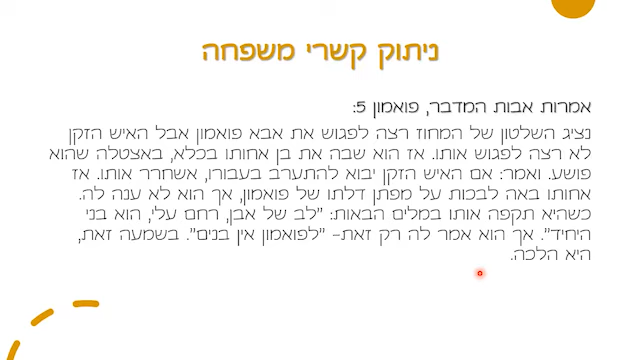 ניתוק קשרי משפחה
אמרות אבות המדבר, פואמון 5:
נציג השלטון של המחוז רצה לפגוש את אבא פואמון אבל האיש הזקן
לא רצה לפגוש אותו. אז הוא שבה את בן אחותו בכלא, באצטלה שהוא
פושע. ואמר: אם האיש הזקן יבוא להתערב בעבורו, אשחרר אותו. אז
אחותו באה לבכות על מפתן דלתו של פואמון, אך הוא לא ענה לה.
כשהיא תקפה אותו במלים הבאות: "לב של אבן, רחם עלי, הוא בני
היחיד". אך הוא אמר לה רק זאת– "לפואמון אין בנים". בשמעה זאת,
היא הלכה.